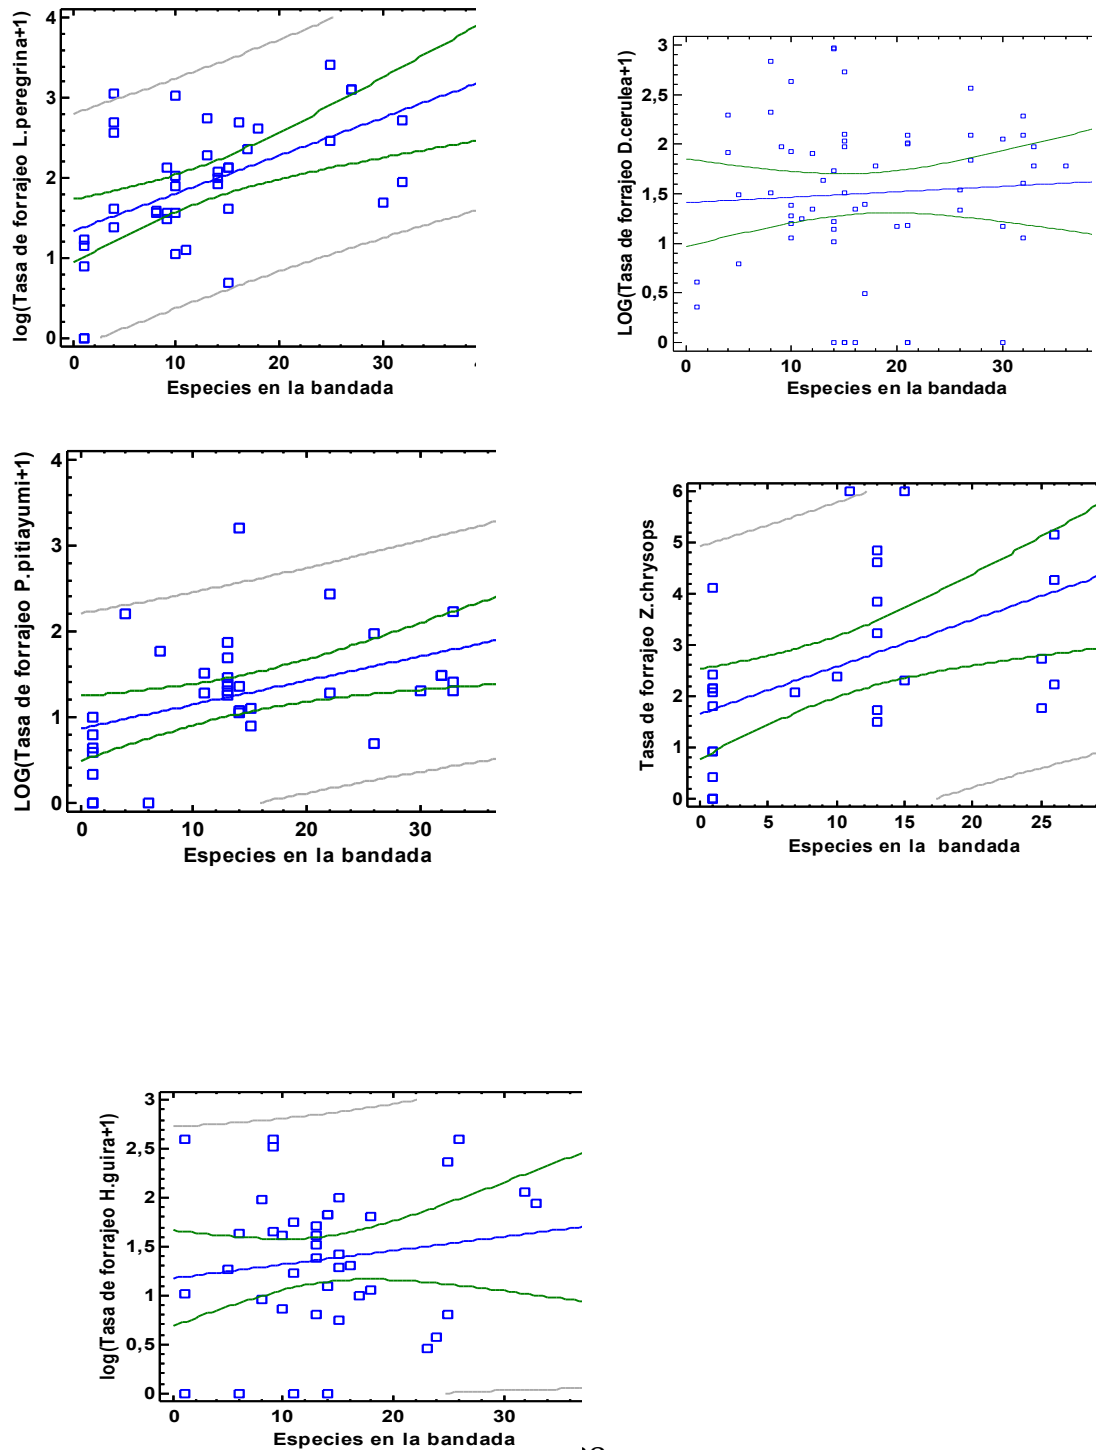 log(Tasa de forrajeo L.peregrina+1)
4
3
2
1
0
0 10 20 30
Especies en la bandada
LOG(Tasa de forrajeo D.cerulea+1)
3
2,5
2
1,5
1
0,5
0
0 10 20 30
Especies en la bandada
LOG(Tasa de forrajeo P.pitiayumi+1)
4
3
2
1
0
0 10 20 30
Especies en la bandada
Tasa de forrajeo Z.chrysops
6
5
4
3
2
1
0
0 5 10 15 20 25
Especies en la bandada
log(Tasa de forrajeo H.guira+1)
3
2,5
2
1,5
1
0,5
0
0 10 20 30
Especies en la bandada